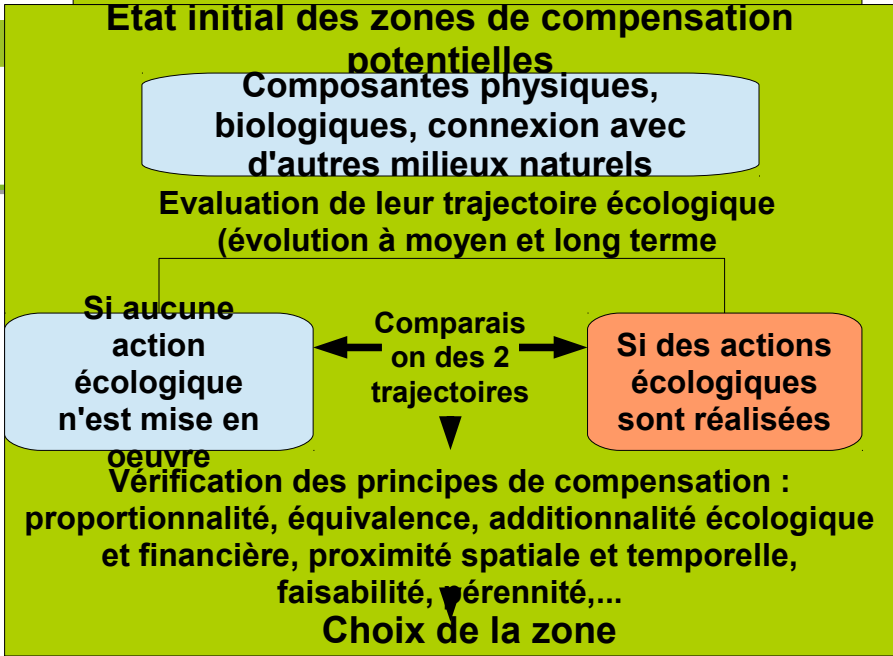 Etat initial des zones de compensation
potentielles
Composantes physiques,
biologiques, connexion avec
d'autres milieux naturels
Evaluation de leur trajectoire écologique
(évolution à moyen et long terme
Si aucune
action
écologique
n'est mise en
oeuvre
Comparais
on des 2
trajectoires
Si des actions
écologiques
sont réalisées
Vérification des principes de compensation :
proportionnalité, équivalence, additionnalité écologique
et financière, proximité spatiale et temporelle,
faisabilité, pérennité,...
Choix de la zone